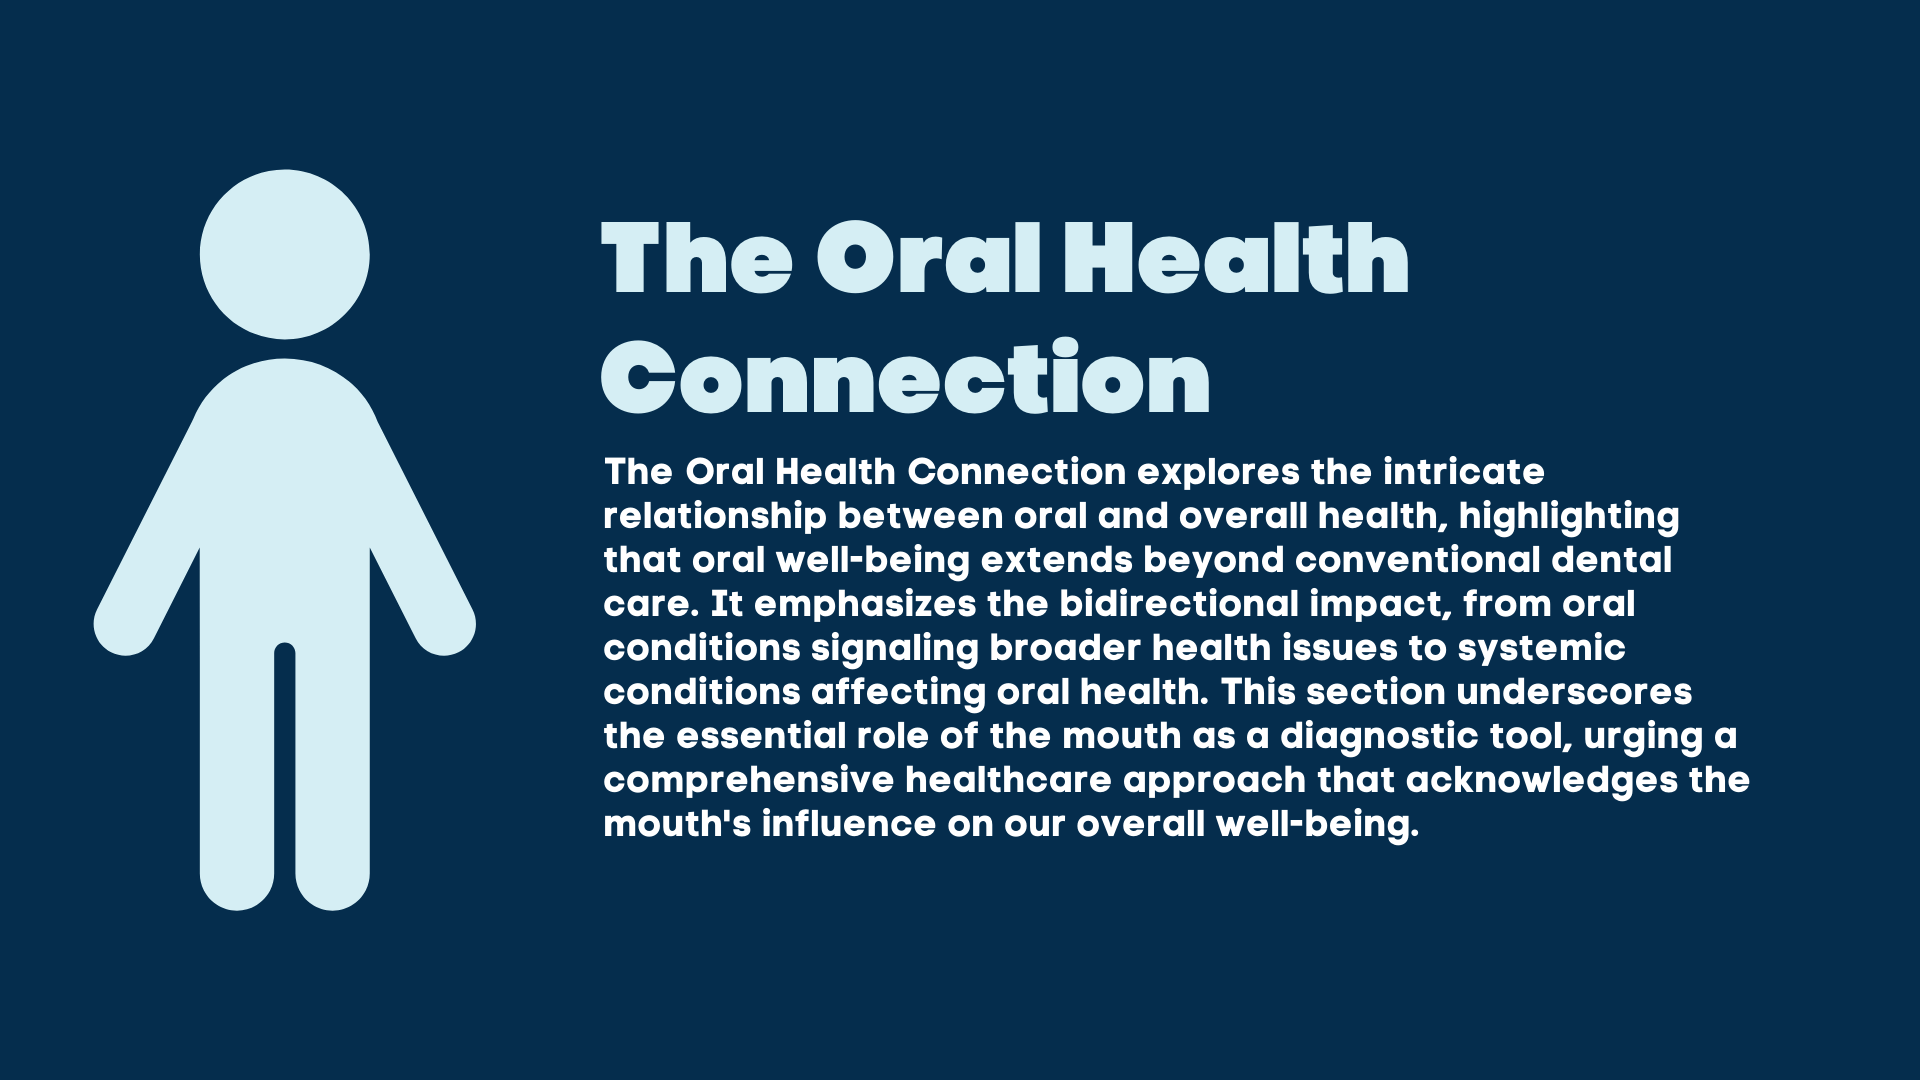 The Oral Health
Connection
The Oral Health Connection explores the intricate
relationship between oral and overall health, highlighting
that oral well-being extends beyond conventional dental
care. It emphasizes the bidirectional impact, from oral
conditions signaling broader health issues to systemic
conditions affecting oral health. This section underscores
the essential role of the mouth as a diagnostic tool, urging a
comprehensive healthcare approach that acknowledges the
mouth's influence on our overall well-being.